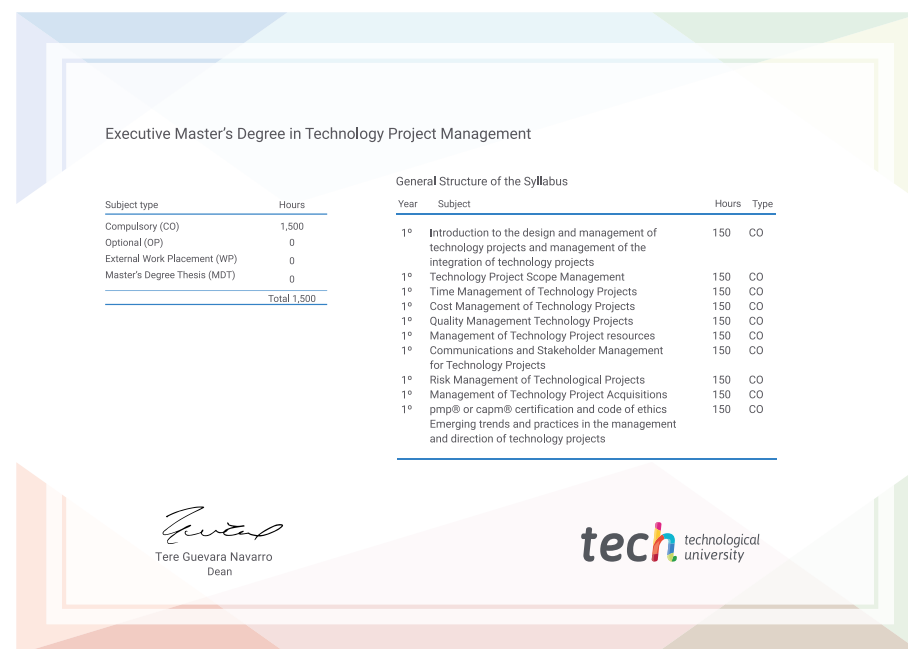 Executive Master's Degree in Technology Project Management
Subject type Hours
Compulsory (CO) 1,500
Optional (OP) 0
External Work Placement (WP) 0
Master's Degree Thesis (MDT) 0
Total 1,500
General Structure of the Syllabus
Year Subject Hours Type
1º Introduction to the design and management of 150 CO
technology projects and management of the
integration of technology projects
1º Technology Project Scope Management 150 CO
1º Time Management of Technology Projects 150 CO
1º Cost Management of Technology Projects 150 CO
1º Quality Management Technology Projects 150 CO
1º Management of Technology Project resources 150 CO
1º Communications and Stakeholder Management 150 CO
for Technology Projects
1º Risk Management of Technological Projects 150 CO
1º Management of Technology Project Acquisitions 150 CO
1º pmp® or capm® certification and code of ethics 150 CO
Emerging trends and practices in the management
and direction of technology projects
Tere Guevara Navarro
Dean
tech technological
university